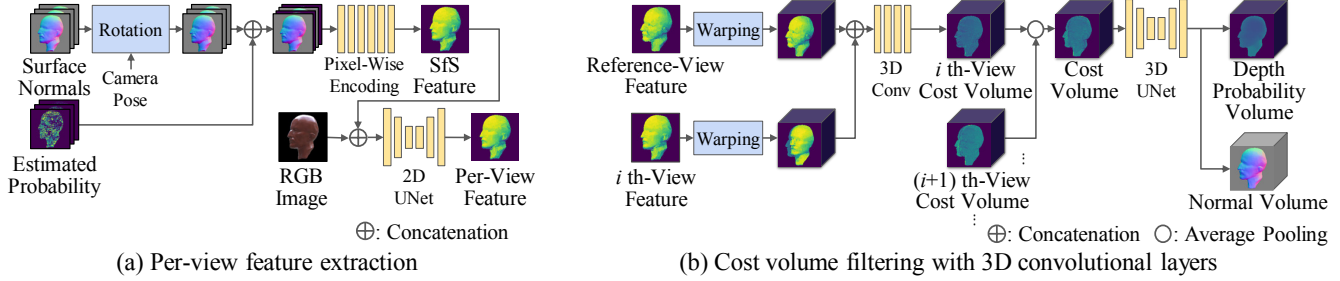 Rotation
Surface
Normals
Camera
Pose
Estimated
Probability
Pixel-Wise
Encoding
SfS
Feature
RGB
Image
2D
UNet
Per-View
Feature
⊕: Concatenation
(a) Per-view feature extraction
Warping
Reference-View
Feature
Warping
i th-View
Feature
3D
Conv
i th-View
Cost Volume
(i+1) th-View
Cost Volume
Cost
Volume
3D
UNet
Depth
Probability
Volume
Normal Volume
⊕: Concatenation ○: Average Pooling
(b) Cost volume filtering with 3D convolutional layers